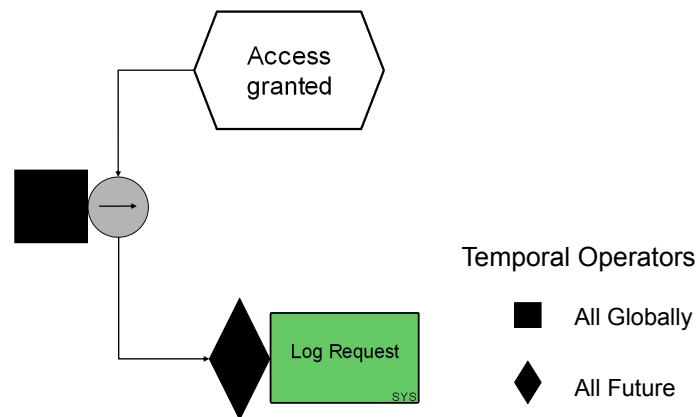 Access
granted
Log Request
SYS
Temporal Operators
All Globally
All Future